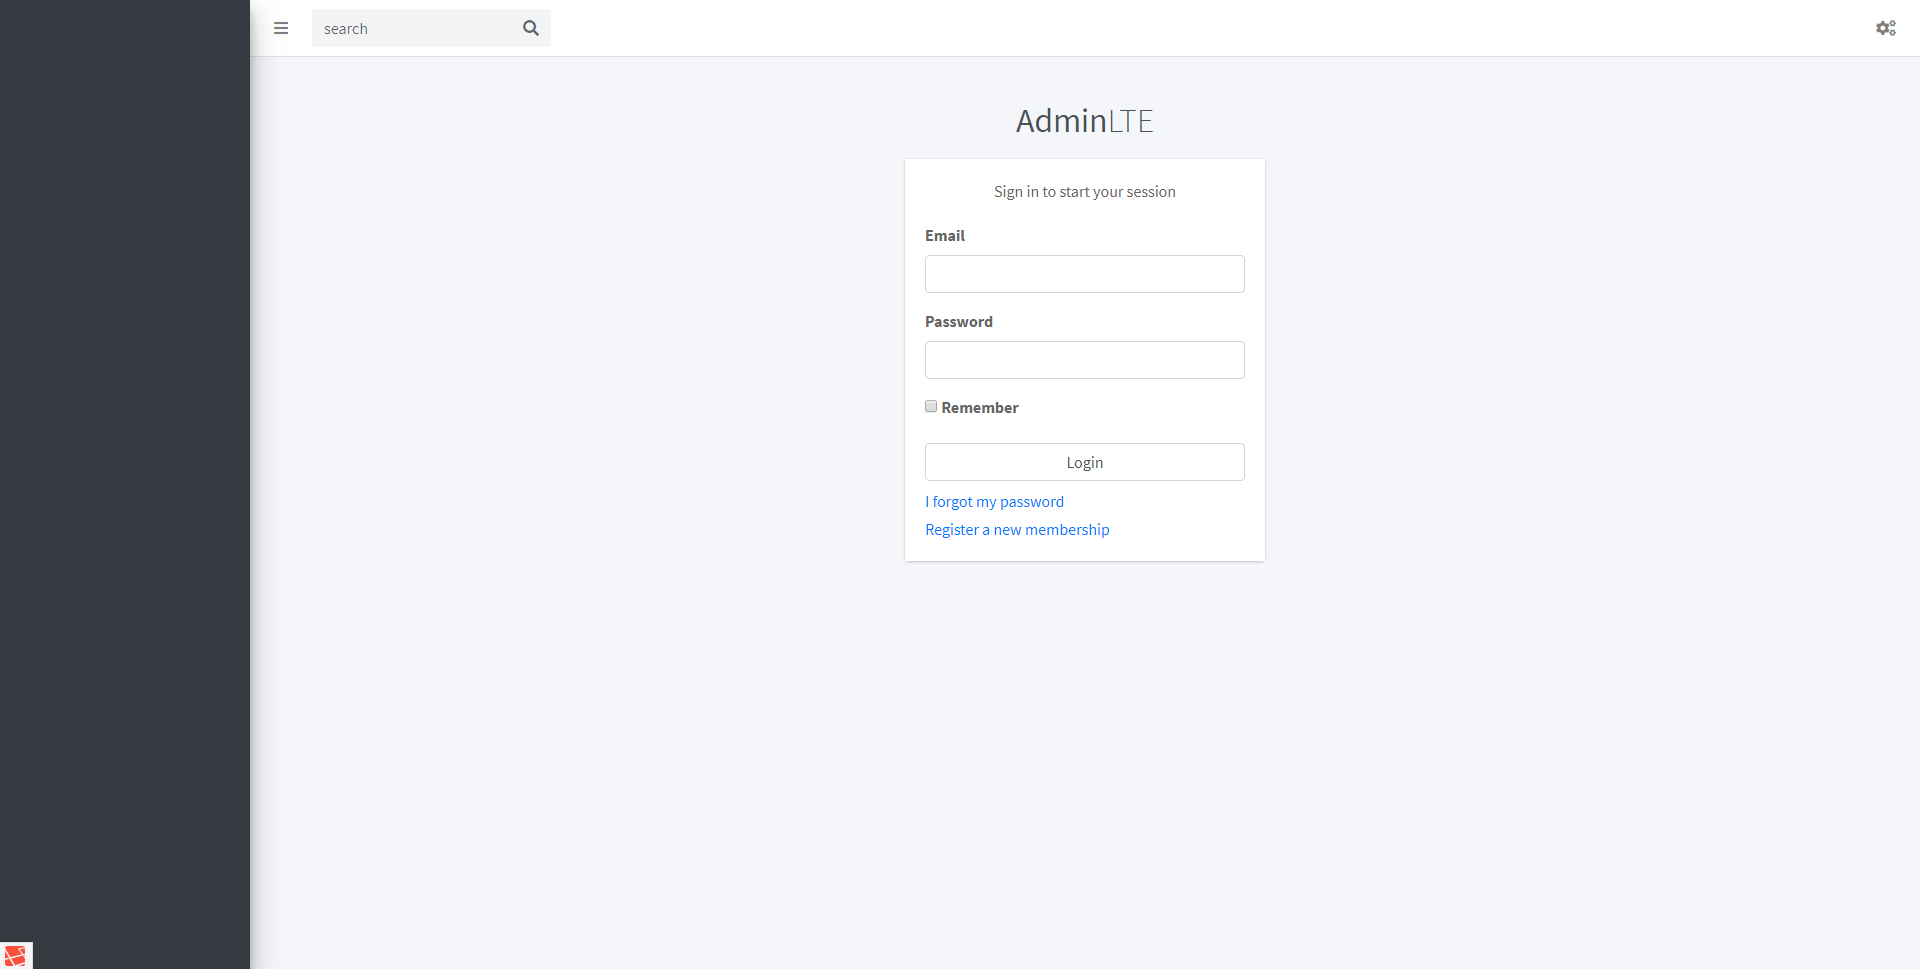 search
AdminLTE
Sign in to start your session
Email
Password
Remember
Login
I forgot my password
Register a new membership